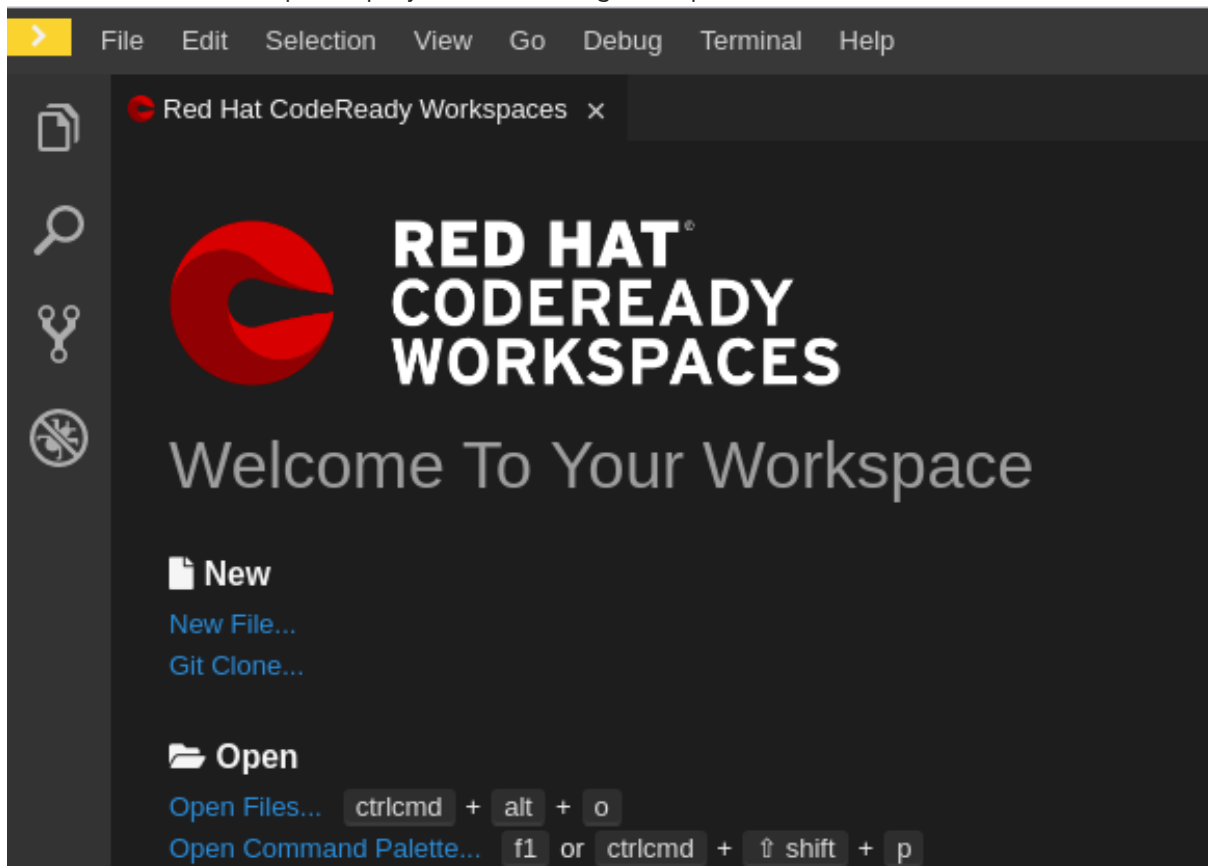 File Edit Selection View Go Debug Terminal Help
Red Hat CodeReady Workspaces ×
RED HAT
CODEREADY
WORKSPACES
Welcome To Your Workspace
New
New File...
Git Clone...
Open
Open Files... ctrlcmd + alt + o
Open Command Palette... f1 or ctrlcmd + ⇧ shift + p